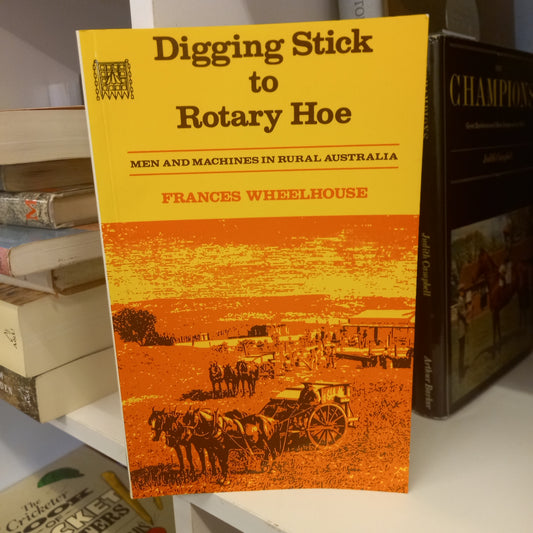 Digging Stick
to
Rotary Hoe
MEN AND MACHINES IN RURAL AUSTRALIA
FRANCES WHEELHOUSE
CHAMPIONS
Judith Campbell
Judith Campbell
Arthur Barker
The
Cricketer
BOOK
OF